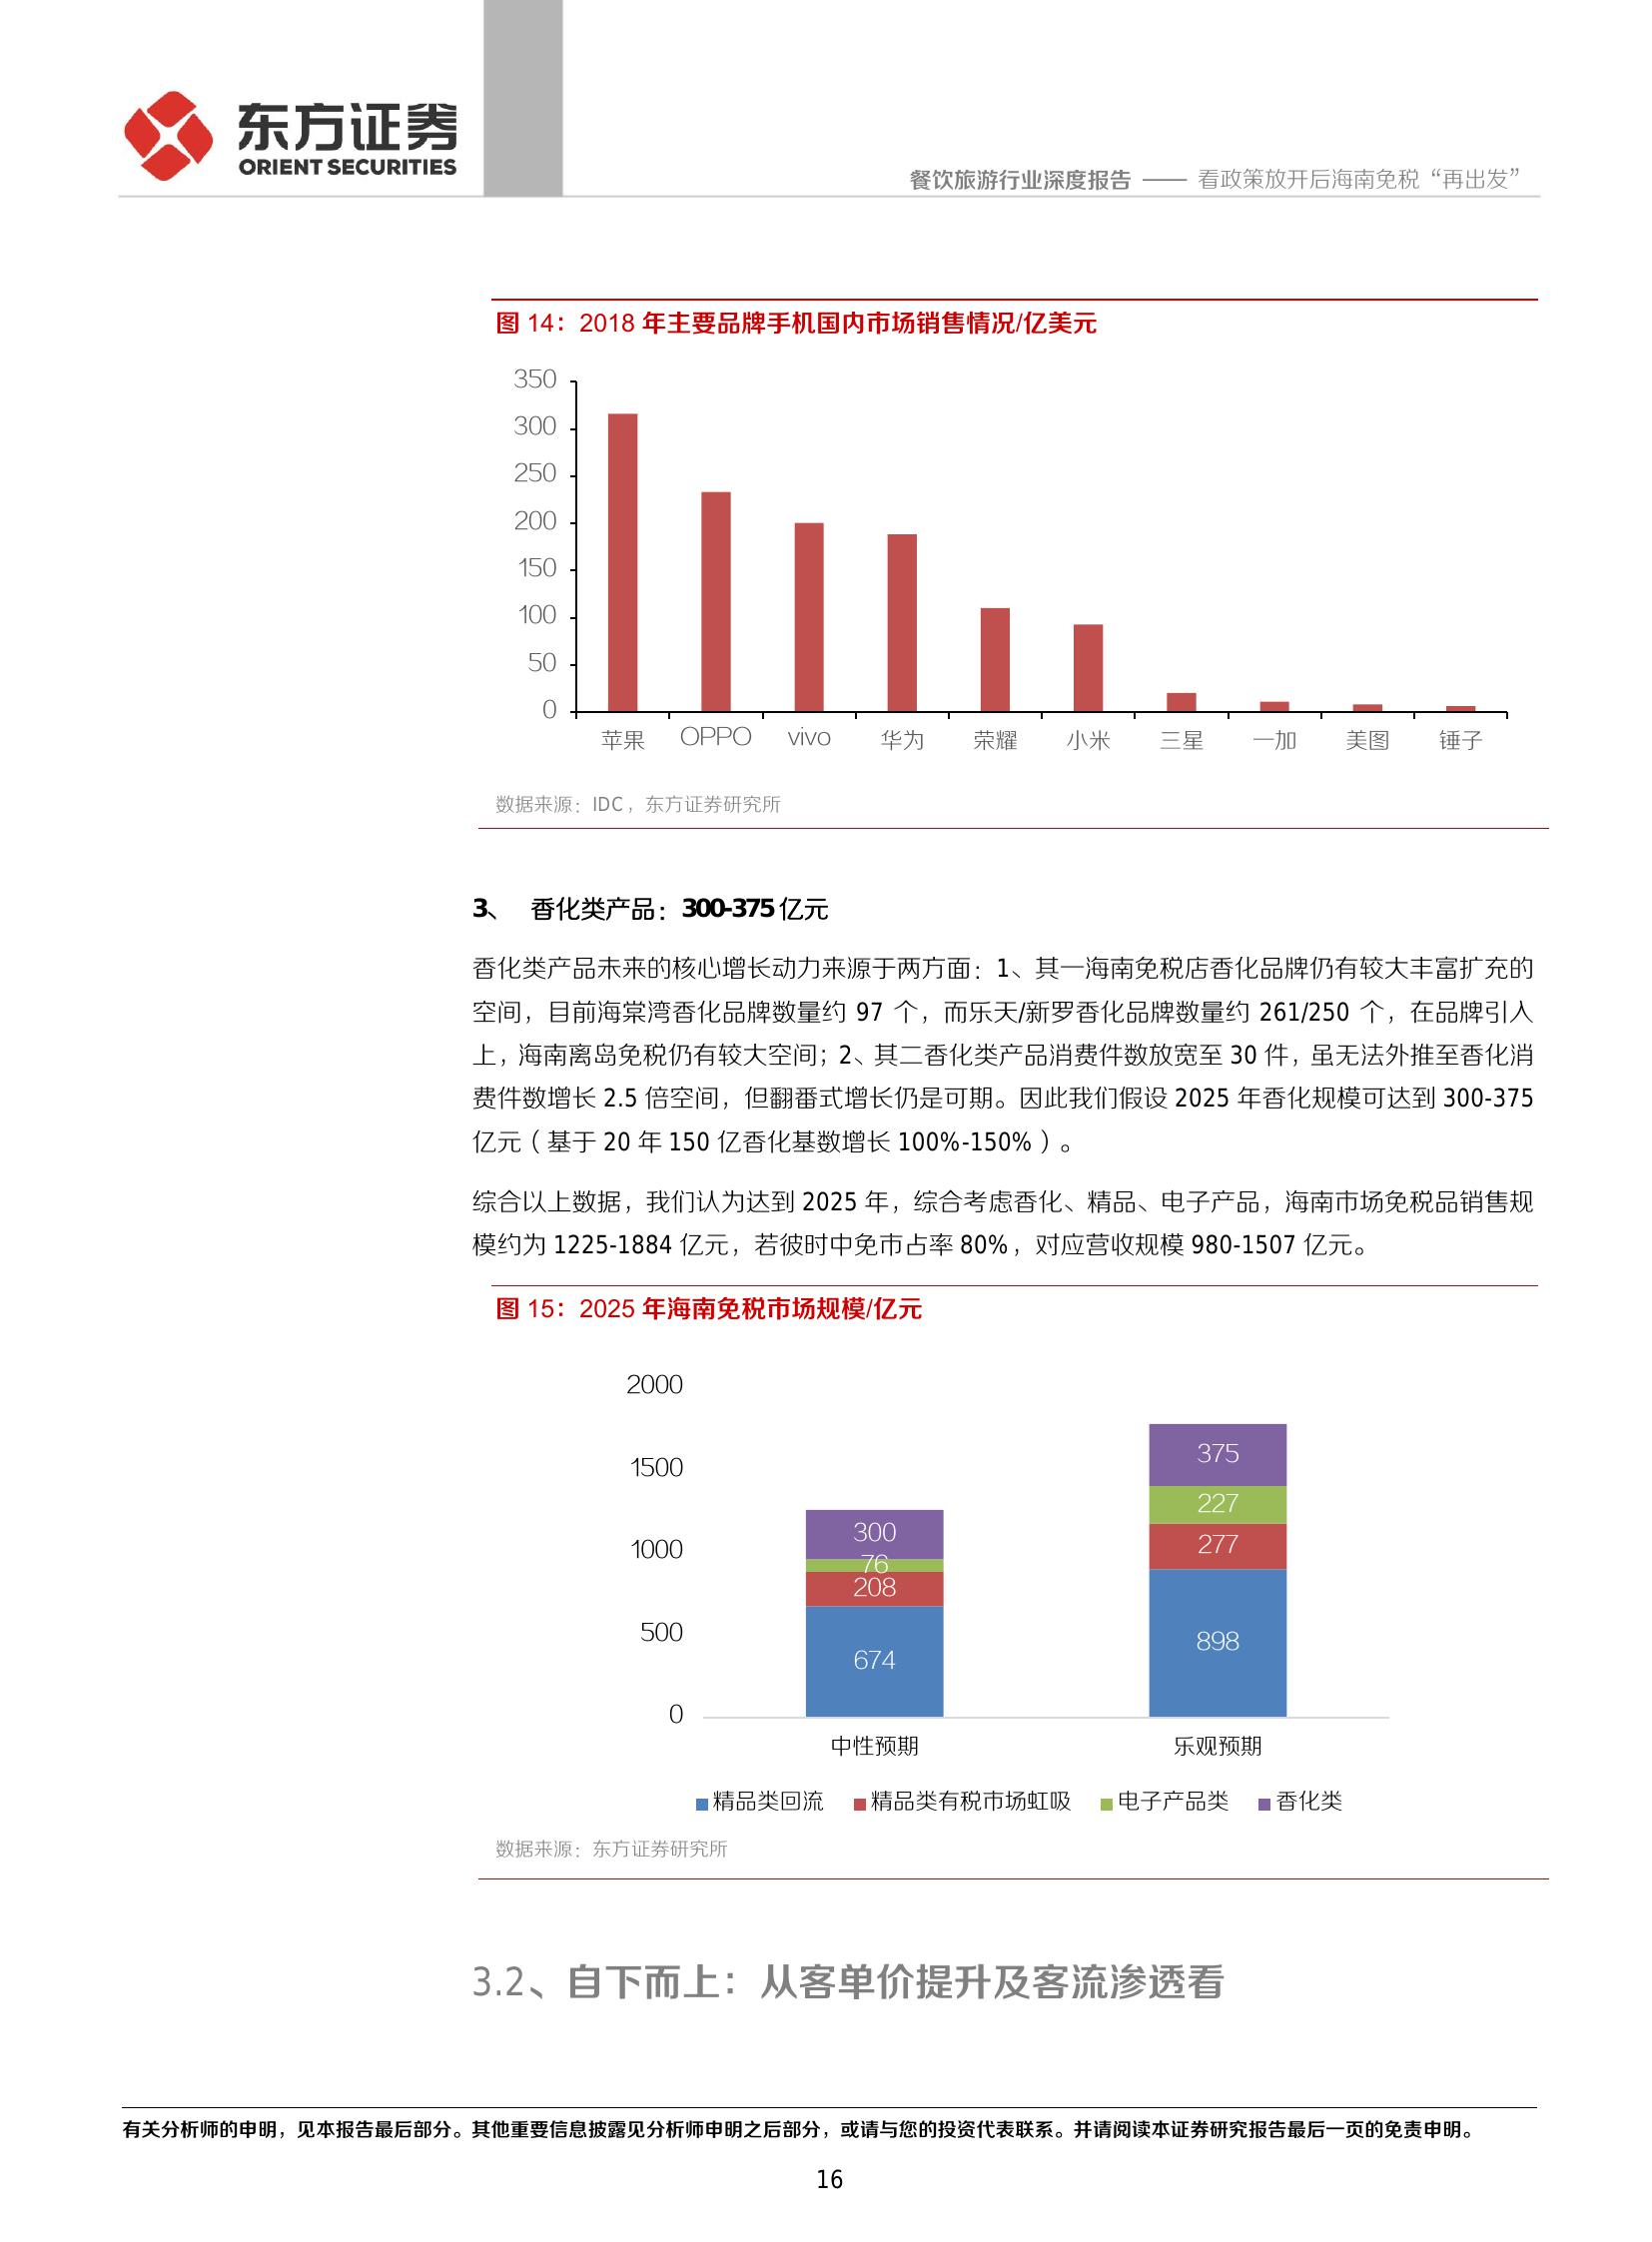 东方证券
ORIENT SECURITIES
餐饮旅游行业深度报告 —— 看政策放开后海南免税“再出发”
图 14：2018 年主要品牌手机国内市场销售情况/亿美元
350
300
250
200
150
100
50
0
苹果 OPPO vivo 华为 荣耀 小米 三星 一加 美图 锤子
数据来源：IDC，东方证券研究所
3、 香化类产品：300-375 亿元
香化类产品未来的核心增长动力来源于两方面：1、其一海南免税店香化品牌仍有较大丰富扩充的
空间，目前海棠湾香化品牌数量约 97 个，而乐天/新罗香化品牌数量约 261/250 个，在品牌引入
上，海南离岛免税仍有较大空间；2、其二香化类产品消费件数放宽至 30 件，虽无法外推至香化消
费件数增长 2.5 倍空间，但翻番式增长仍是可期。因此我们假设 2025 年香化规模可达到 300-375
亿元（基于 20 年 150 亿香化基数增长 100%-150%）。
综合以上数据，我们认为达到 2025 年，综合考虑香化、精品、电子产品，海南市场免税品销售规
模约为 1225-1884 亿元，若彼时中免市占率 80%，对应营收规模 980-1507 亿元。
图 15：2025 年海南免税市场规模/亿元
2000
1500
1000
500
0
300
76
208
674
375
227
277
898
中性预期 乐观预期
精品类回流 精品类有税市场虹吸 电子产品类 香化类
数据来源：东方证券研究所
3.2、自下而上：从客单价提升及客流渗透看
有关分析师的申明，见本报告最后部分。其他重要信息披露见分析师申明之后部分，或请与您的投资代表联系。并请阅读本证券研究报告最后一页的免责申明。
16